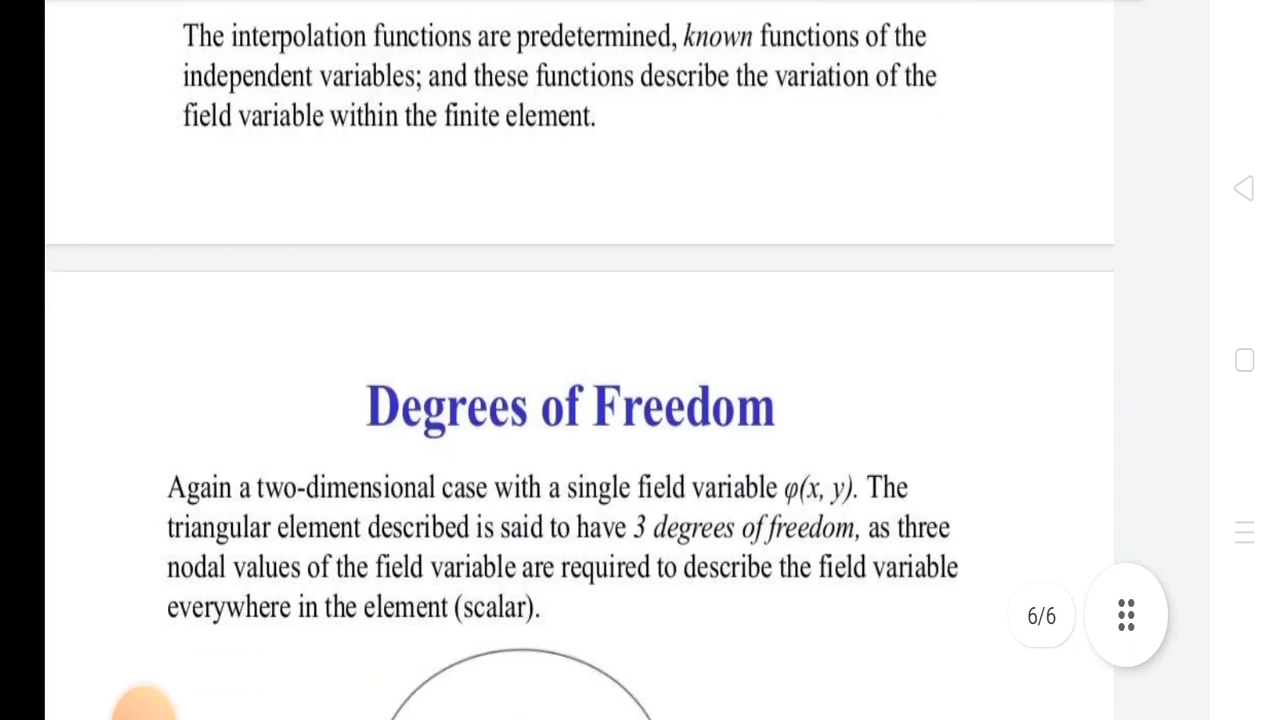 The interpolation functions are predetermined, known functions of the
independent variables; and these functions describe the variation of the
field variable within the finite element.
Degrees of Freedom
Again a two-dimensional case with a single field variable φ(x, y). The
triangular element described is said to have 3 degrees of freedom, as three
nodal values of the field variable are required to describe the field variable
everywhere in the element (scalar).
6/6